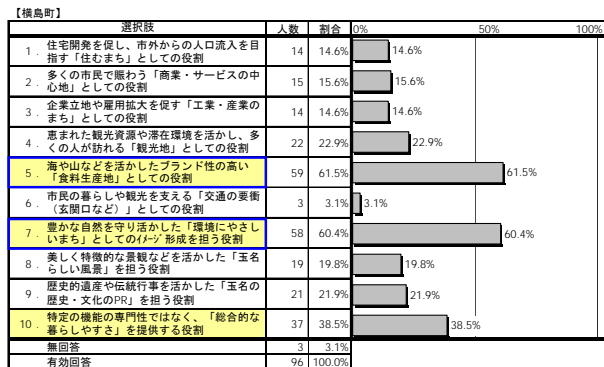 【横島町】
選択肢 人数 割合 0% 50% 100%
1． 住宅開発を促し、市外からの人口流入を目
指す「住むまち」としての役割 14 14.6% 14.6%
2． 多くの市民で賑わう「商業・サービスの中
心地」としての役割 15 15.6% 15.6%
3． 企業立地や雇用拡大を促す「工業・産業の
まち」としての役割 14 14.6% 14.6%
4． 恵まれた観光資源や滞在環境を活かし、多
くの人が訪れる「観光地」としての役割 22 22.9% 22.9%
5． 海や山などを活かしたブランド性の高い
「食料生産地」としての役割 59 61.5% 61.5%
6． 市民の暮らしや観光を支える「交通の要衝
（玄関口など）」としての役割 3 3.1% 3.1%
7． 豊かな自然を守り活かした「環境にやさし
いまち」としてのイメージ形成を担う役割 58 60.4% 60.4%
8． 美しく特徴的な景観などを活かした「玉名
らしい風景」を担う役割 19 19.8% 19.8%
9． 歴史的遺産や伝統行事を活かした「玉名の
歴史・文化のPR」を担う役割 21 21.9% 21.9%
10． 特定の機能の専門性ではなく、「総合的な
暮らしやすさ」を提供する役割 37 38.5% 38.5%
無回答 3 3.1%
有効回答 96 100.0%